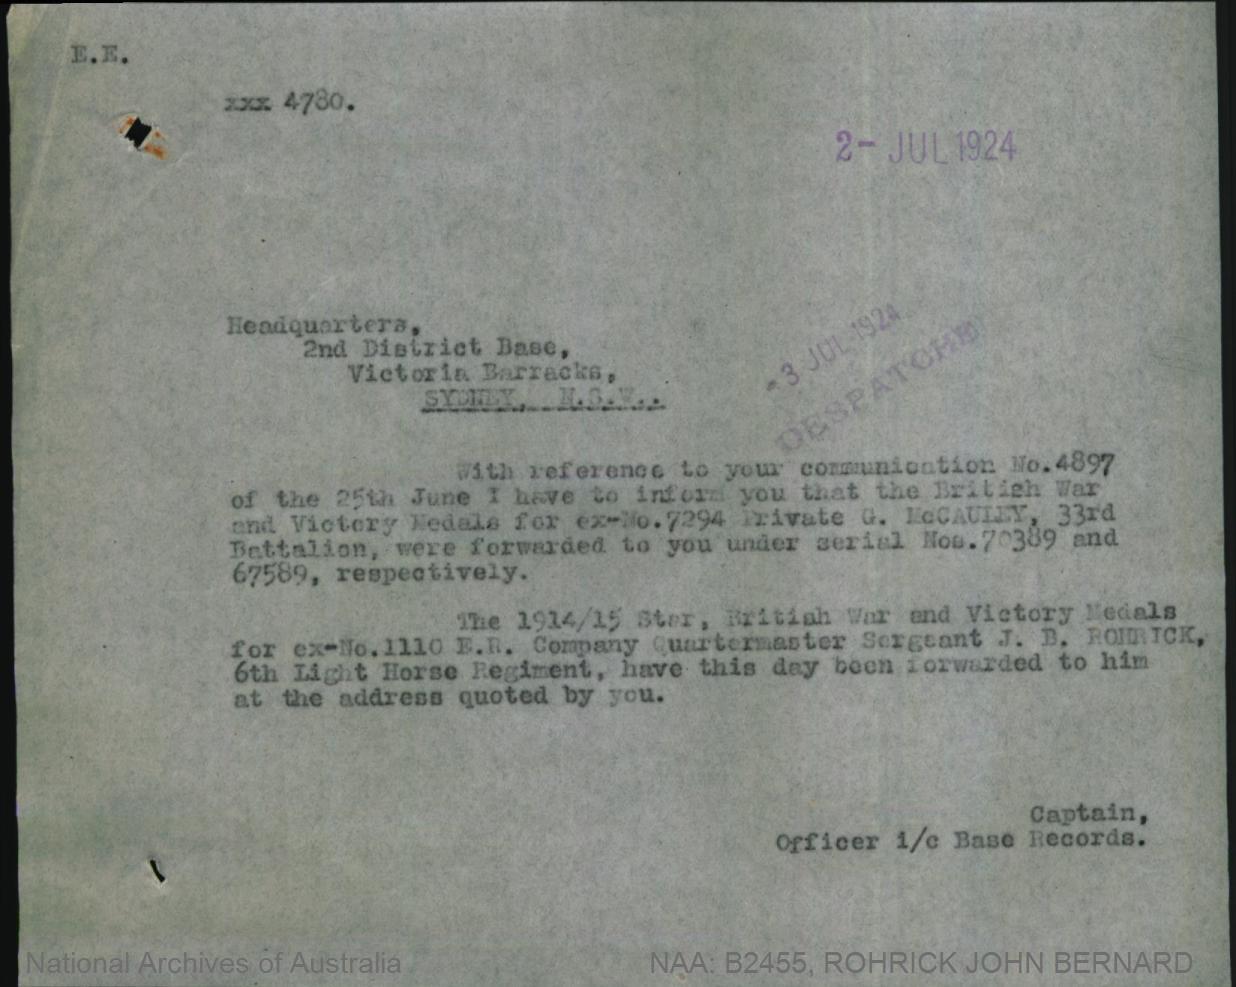 E.E.
xxx 4780.
2- JUL 1924
Headquarters,
2nd District Base,
Victoria Barracks,
SYDNEY, N.S.W..
- 3 JUL 1924
DESPATCHED
With reference to your communication No.4897
of the 25th June I have to inform you that the British War
and Victory Medals for ex-No.7294 Private G. McCAULEY, 33rd
Battalion, were forwarded to you under serial Nos.70389 and
67589, respectively.
The 1914/15 Star, British War and Victory Medals
for ex-No.1110 E.R. Company Quartermaster Sergeant J. B. ROHRICK,
6th Light Horse Regiment, have this day been forwarded to him
at the address quoted by you.
Captain,
Officer i/c Base Records.
National Archives of Australia
NAA: B2455, ROHRICK JOHN BERNARD